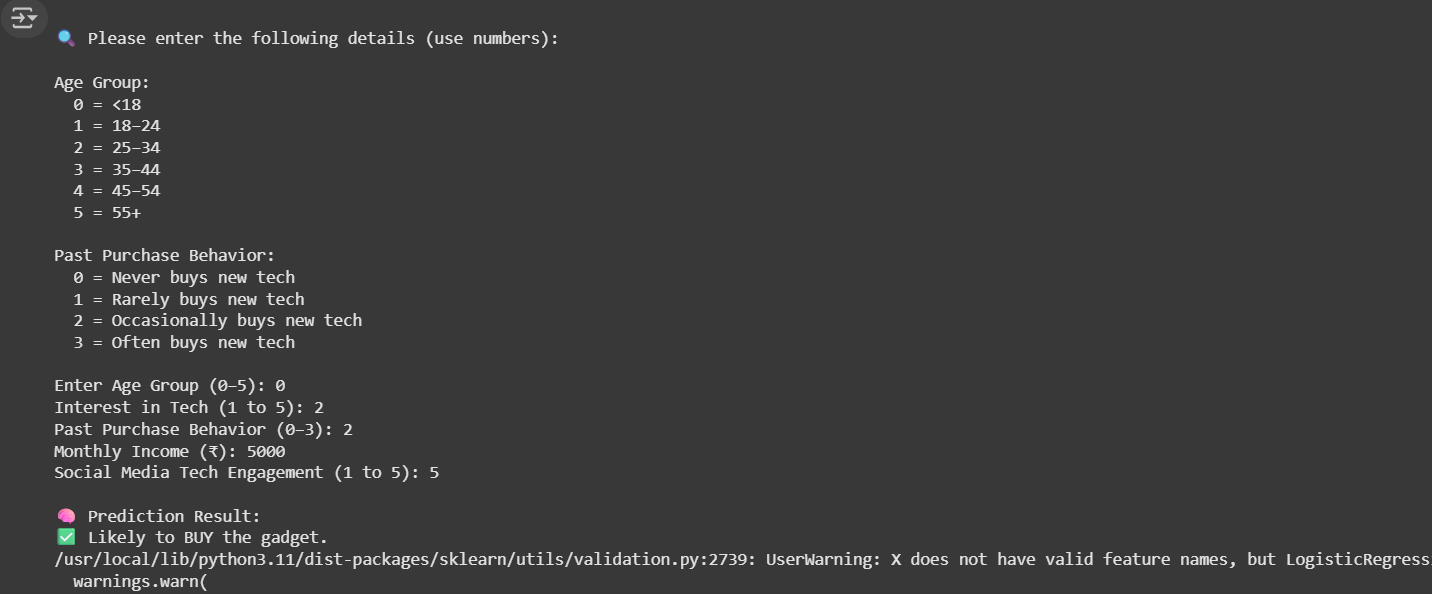 🔍 Please enter the following details (use numbers):
Age Group:
0 = <18
1 = 18–24
2 = 25–34
3 = 35–44
4 = 45–54
5 = 55+
Past Purchase Behavior:
0 = Never buys new tech
1 = Rarely buys new tech
2 = Occasionally buys new tech
3 = Often buys new tech
Enter Age Group (0–5): 0
Interest in Tech (1 to 5): 2
Past Purchase Behavior (0–3): 2
Monthly Income (₹): 5000
Social Media Tech Engagement (1 to 5): 5
🧠 Prediction Result:
✅ Likely to BUY the gadget.
/usr/local/lib/python3.11/dist-packages/sklearn/utils/validation.py:2739: UserWarning: X does not have valid feature names, but LogisticRegress
warnings.warn(